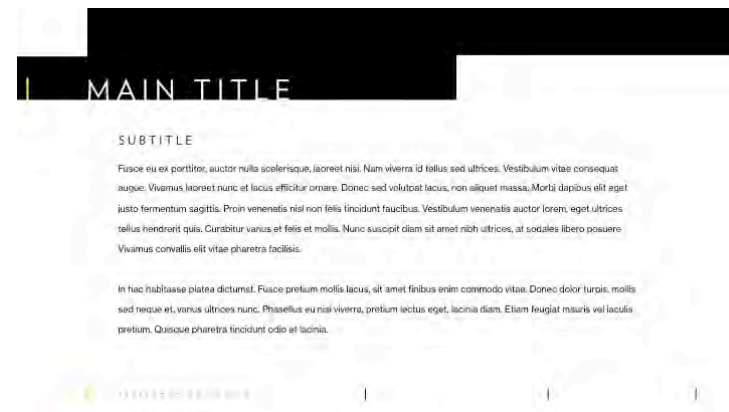 MAIN TITLE
SUBTITLE
Fusce eu ex porttitor, auctor nulla scelerisque, laoreet nisi. Nam viverra id tellus sed ultrices. Vestibulum vitae consequat
augue. Vivamus laoreet nunc et lacus efficitur ornare. Donec sed volutpat lacus, non aliquet massa. Morbi dapibus elit eget
justo fermentum sagittis. Proin venenatis nisl non felis tincidunt faucibus. Vestibulum venenatis auctor lorem, eget ultrices
tellus hendrerit quis. Curabitur varius et felis et mollis. Nunc suscipit diam sit amet nibh ultrices, at sodales libero posuere
Vivamus convallis elit vitae pharetra facilisis.
In hac habitasse platea dictumst. Fusce pretium mollis lacus, sit amet finibus enim commodo vitae. Donec dolor turpis, mollis
sed neque et, varius ultrices nunc. Phasellus eu nisi viverra, pretium lectus eget, lacinia diam. Etiam feugiat mauris vel iaculis
pretium. Quisque pharetra tincidunt odio et lacinia.